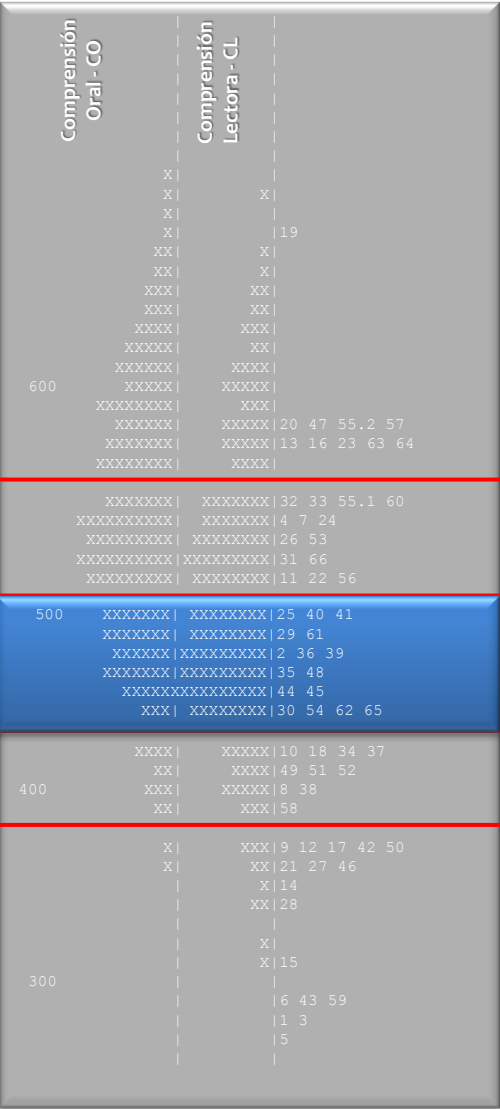 Comprensión
Oral - CO
Comprensión
Lectora - CL
| |
| |
| |
| |
| |
| |
| |
| |
X| |
X| X|
X| |
X| |19
XX| X|
XX| X|
XXX| XX|
XXX| XX|
XXXX| XXX|
XXXXX| XX|
XXXXXX| XXXX|
600 XXXXX| XXXXX|
XXXXXXXX| XXX|
XXXXXX| XXXXX|20 47 55.2 57
XXXXXXX| XXXXX|13 16 23 63 64
XXXXXXXX| XXXX|
XXXXXXX| XXXXXXX|32 33 55.1 60
XXXXXXXXXX| XXXXXXX|4 7 24
XXXXXXXXX| XXXXXXXX|26 53
XXXXXXXXXX|XXXXXXXXX|31 66
XXXXXXXXX| XXXXXXXX|11 22 56
500 XXXXXXX| XXXXXXXX|25 40 41
XXXXXXX| XXXXXXXX|29 61
XXXXXX|XXXXXXXXX|2 36 39
XXXXXXX|XXXXXXXXX|35 48
XXXXXXXXXXXXXXX|44 45
XXX| XXXXXXXX|30 54 62 65
XXXX| XXXXX|10 18 34 37
XX| XXXX|49 51 52
400 XXX| XXXXX|8 38
XX| XXX|58
X| XXX|9 12 17 42 50
X| XX|21 27 46
| X|14
| XX|28
| |
| X|
| X|15
300 | |
| |6 43 59
| |1 3
| |5
| |